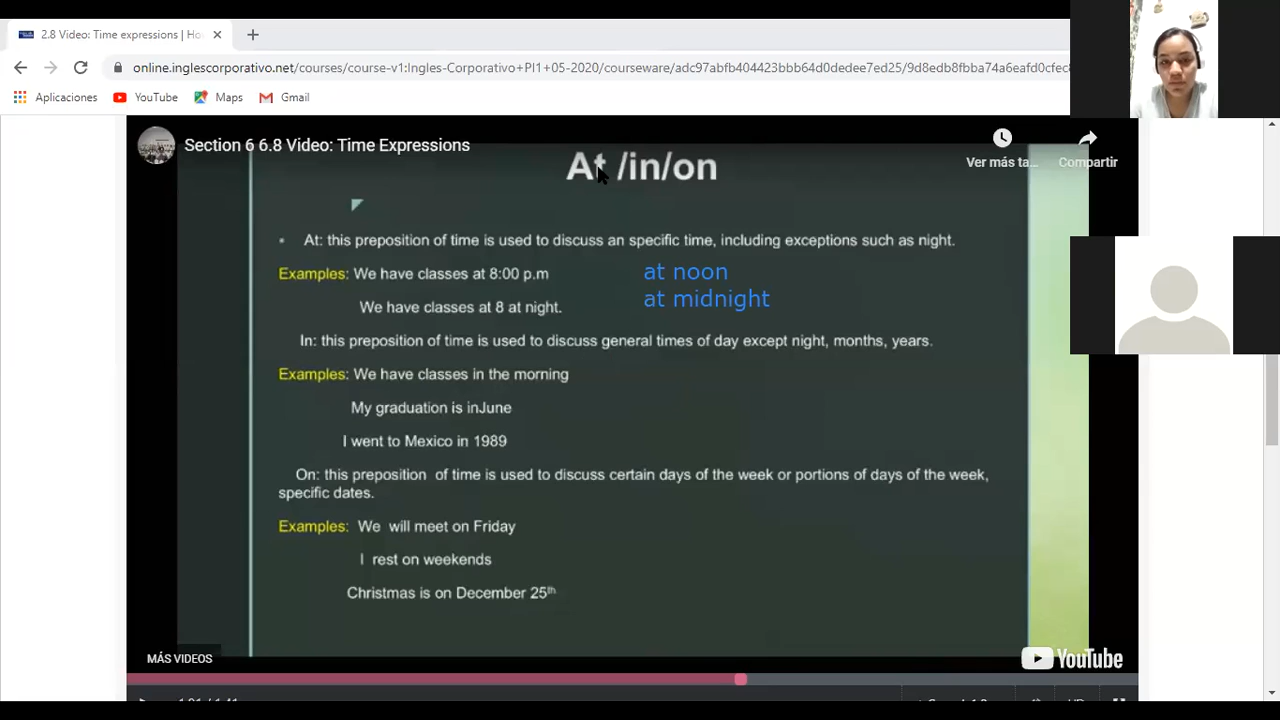 2.8 Video: Time expressions | Ho
online.inglescorporativo.net/courses/course-v1:Ingles-Corporativo+PI1+05-2020/courseware/adc97abfb404423bbb64d0dedee7ed25/9d8edb8fbba74a6eafd0cfec8
Aplicaciones YouTube Maps Gmail
Section 6 6.8 Video: Time Expressions
Ver más ta... Compartir
At /in/on
At: this preposition of time is used to discuss an specific time, including exceptions such as night.
Examples: We have classes at 8:00 p.m
at noon
We have classes at 8 at night.
at midnight
In: this preposition of time is used to discuss general times of day except night, months, years.
Examples: We have classes in the morning
My graduation is inJune
I went to Mexico in 1989
On: this preposition of time is used to discuss certain days of the week or portions of days of the week,
specific dates.
Examples: We will meet on Friday
I rest on weekends
Christmas is on December 25th
MÁS VIDEOS
YouTube